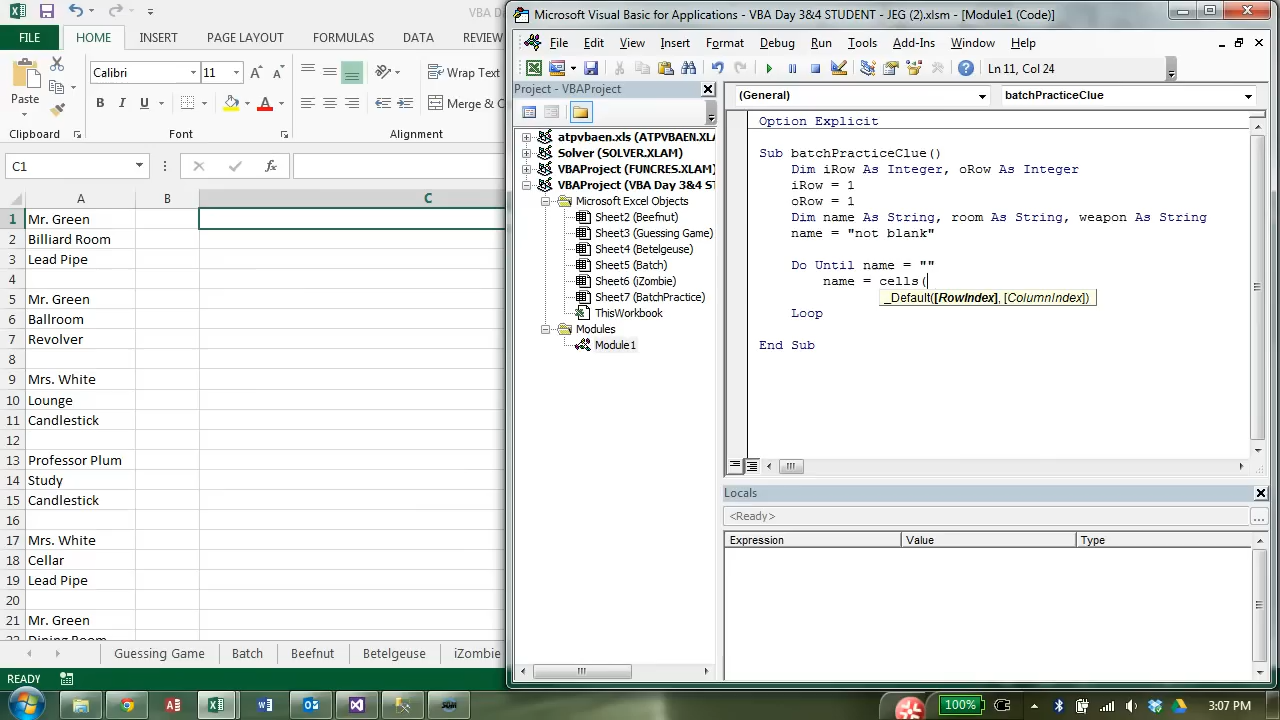 VBA Da
Microsoft Visual Basic for Applications - VBA Day 3&4 STUDENT - JEG (2).xlsm - [Module1 (Code)]
FILE HOME INSERT PAGE LAYOUT FORMULAS DATA REVIEW
File Edit View Insert Format Debug Run Tools Add-Ins Window Help
Ln 11, Col 24
Paste
Calibri 11
Wrap Text
B I U
Merge & C
Clipboard Font Alignment
C1
fx
A B C
1 Mr. Green
2 Billiard Room
3 Lead Pipe
4
5 Mr. Green
6 Ballroom
7 Revolver
8
9 Mrs. White
10 Lounge
11 Candlestick
12
13 Professor Plum
14 Study
15 Candlestick
16
17 Mrs. White
18 Cellar
19 Lead Pipe
20
21 Mr. Green
22 Dining Room
Guessing Game Batch Beefnut Betelgeuse iZombie
READY
Project - VBAProject
atpvbaen.xls (ATPVBAEN.XLA
Solver (SOLVER.XLAM)
VBAProject (FUNCRES.XLAM)
VBAProject (VBA Day 3&4 ST
Microsoft Excel Objects
Sheet2 (Beefnut)
Sheet3 (Guessing Game)
Sheet4 (Betelgeuse)
Sheet5 (Batch)
Sheet6 (iZombie)
Sheet7 (BatchPractice)
ThisWorkbook
Modules
Module1
(General) batchPracticeClue
Option Explicit
Sub batchPracticeClue()
Dim iRow As Integer, oRow As Integer
iRow = 1
oRow = 1
Dim name As String, room As String, weapon As String
name = "not blank"
Do Until name = ""
name = cells(
_Default([RowIndex], [ColumnIndex])
Loop
End Sub
Locals
<Ready>
...
Expression Value Type
100%
3:07 PM